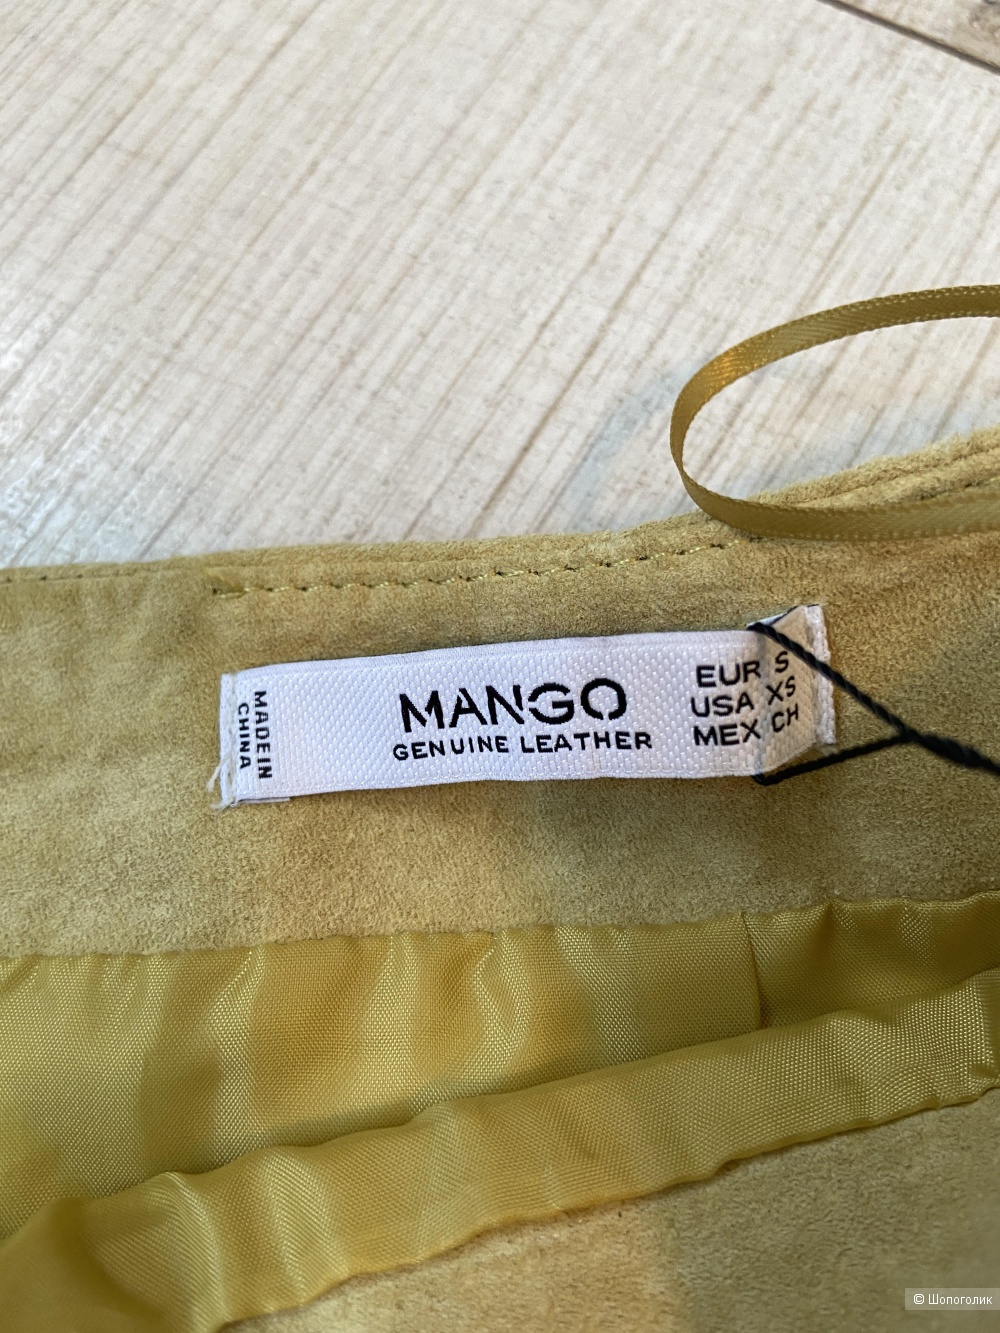 MADE IN
CHINA
MANGO
GENUINE LEATHER
EUR S
USA XS
MEX CH
© Шопоголик